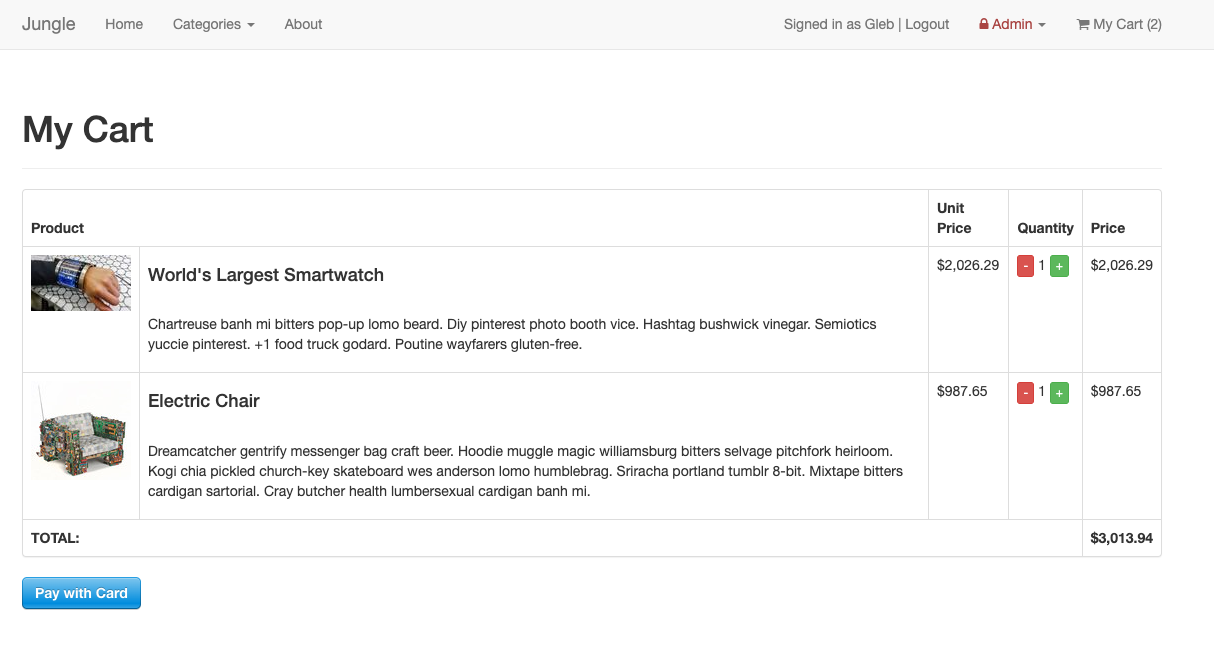 Jungle Home Categories About Signed in as Gleb | Logout Admin My Cart (2)
My Cart
Product Unit Price Quantity Price
World's Largest Smartwatch $2,026.29 - 1 + $2,026.29
Chartreuse banh mi bitters pop-up lomo beard. Diy pinterest photo booth vice. Hashtag bushwick vinegar. Semiotics
yuccie pinterest. +1 food truck godard. Poutine wayfarers gluten-free.
Electric Chair $987.65 - 1 + $987.65
Dreamcatcher gentrify messenger bag craft beer. Hoodie muggle magic williamsburg bitters selvage pitchfork heirloom.
Kogi chia pickled church-key skateboard wes anderson lomo humblebrag. Sriracha portland tumblr 8-bit. Mixtape bitters
cardigan sartorial. Cray butcher health lumbersexual cardigan banh mi.
TOTAL: $3,013.94
Pay with Card